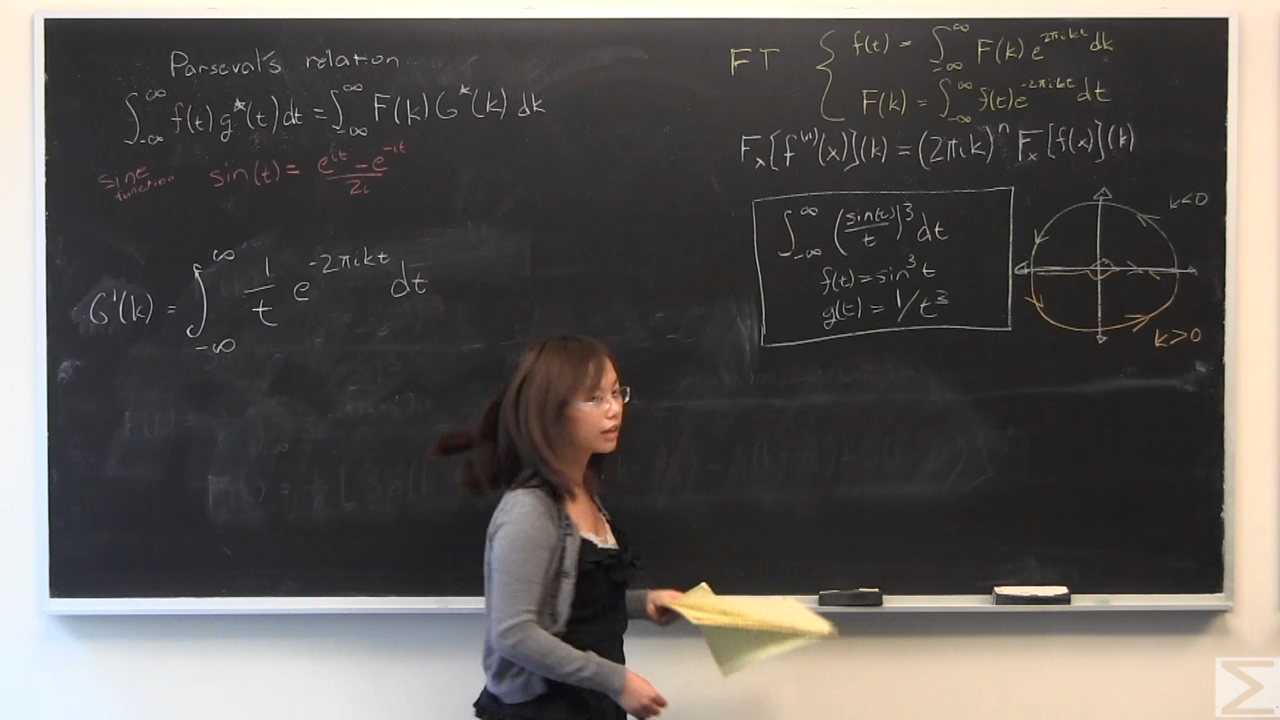 Parseval's relation
∫_{-∞}^{∞} f(t) g*(t) dt = ∫_{-∞}^{∞} F(k) G*(k) dk
sine function sin(t) = (e^{it} - e^{-it}) / 2i
G'(k) = ∫_{-∞}^{∞} 1/t e^{-2πikt} dt
FT { f(t) = ∫_{-∞}^{∞} F(k) e^{2πikt} dk
F(k) = ∫_{-∞}^{∞} f(t) e^{-2πikt} dt
F_x[f^{(n)}(x)](k) = (2πik)^n F_x[f(x)](k)
∫_{-∞}^{∞} (sin(t)/t)^3 dt
f(t) = sin^3 t
g(t) = 1/t^3
k<0
k>0
Σ